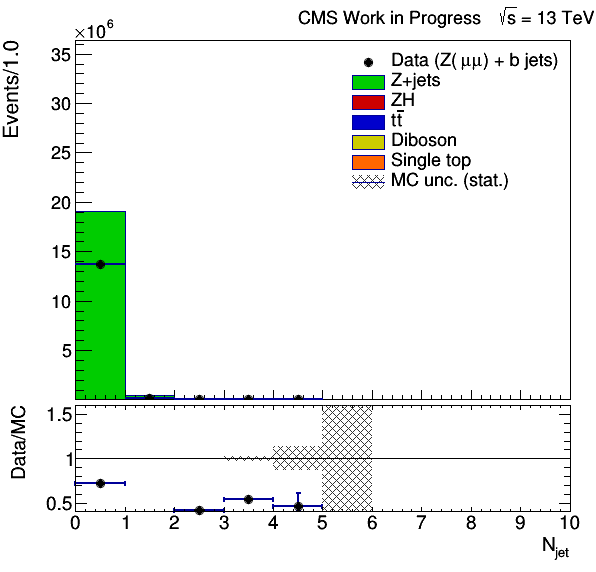 CMS Work in Progress √s = 13 TeV
×10⁶
Events/1.0
35
30
25
20
15
10
5
Data (Z(μμ) + b jets)
Z+jets
ZH
tt̅
Diboson
Single top
MC unc. (stat.)
Data/MC
1.5
1
0.5
0 1 2 3 4 5 6 7 8 9 10
N_jet